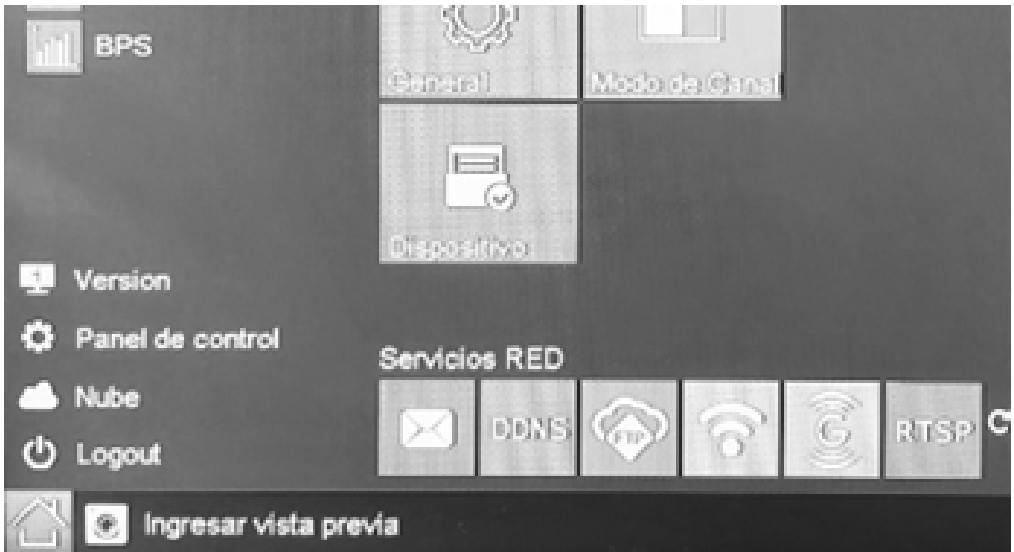 BPS
General
Modo de Canal
Dispositivo
Version
Panel de control
Nube
Logout
Servicios RED
DDNS
FTP
G
RTSP
Ingresar vista previa